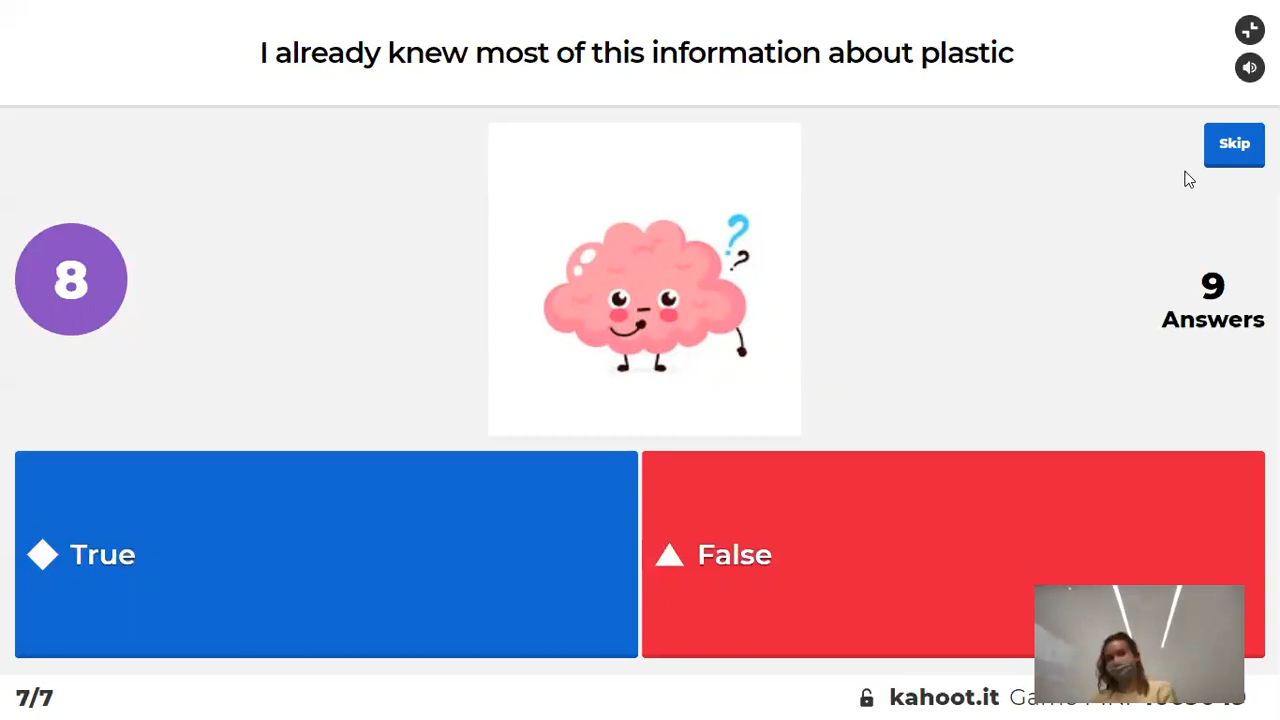 I already knew most of this information about plastic
Skip
8
?
?
9
Answers
True
False
7/7
kahoot.it